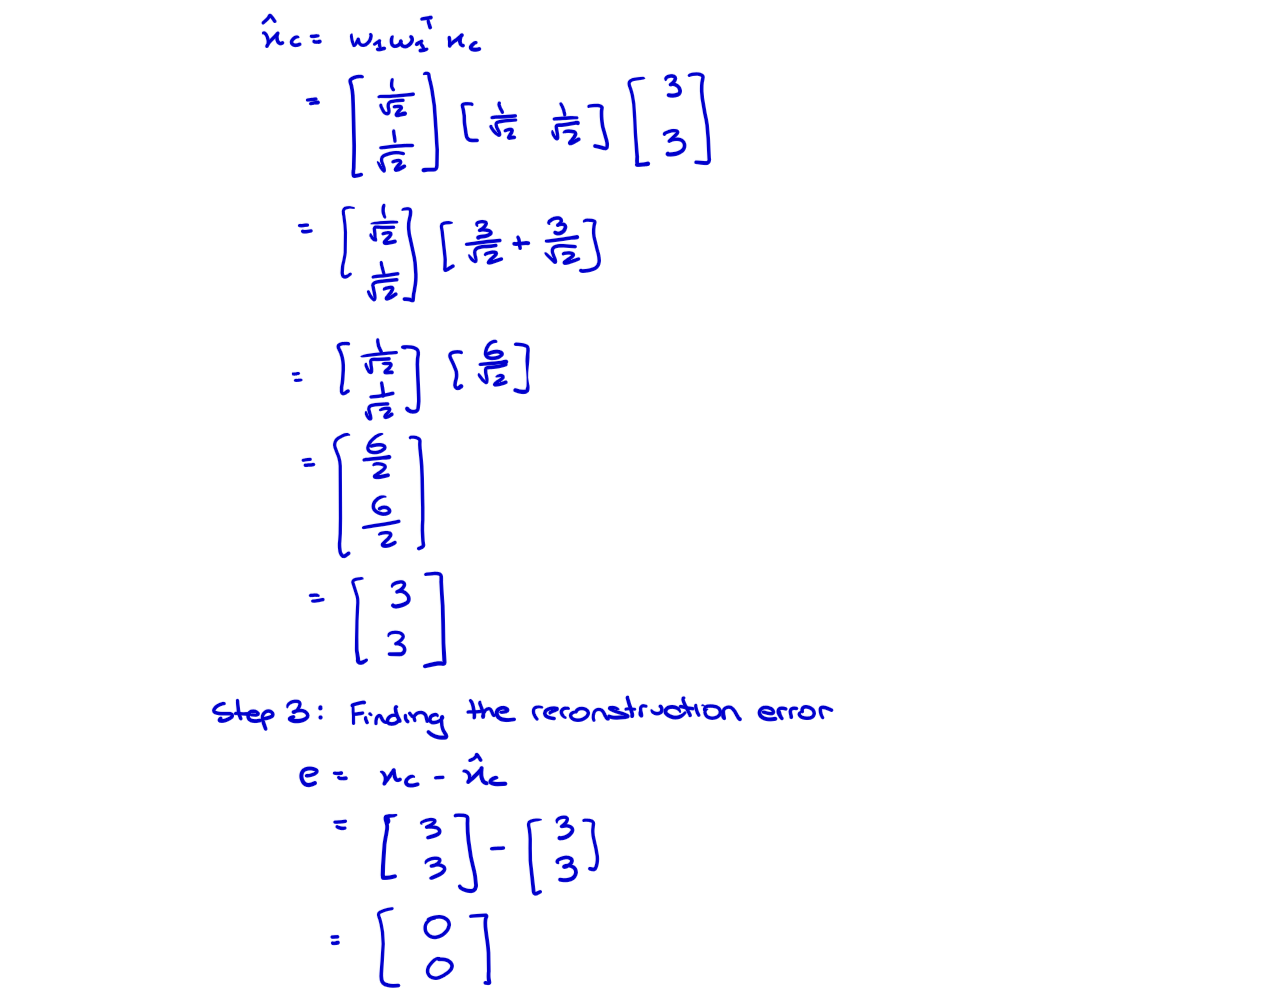 x̂c = w₁w₁ᵀ xc
= [1/√2; 1/√2] [1/√2 1/√2] [3; 3]
= [1/√2; 1/√2] [3/√2 + 3/√2]
= [1/√2; 1/√2] [6/√2]
= [6/2; 6/2]
= [3; 3]
Step 3: Finding the reconstruction error
e = xc - x̂c
= [3; 3] - [3; 3]
= [0; 0]